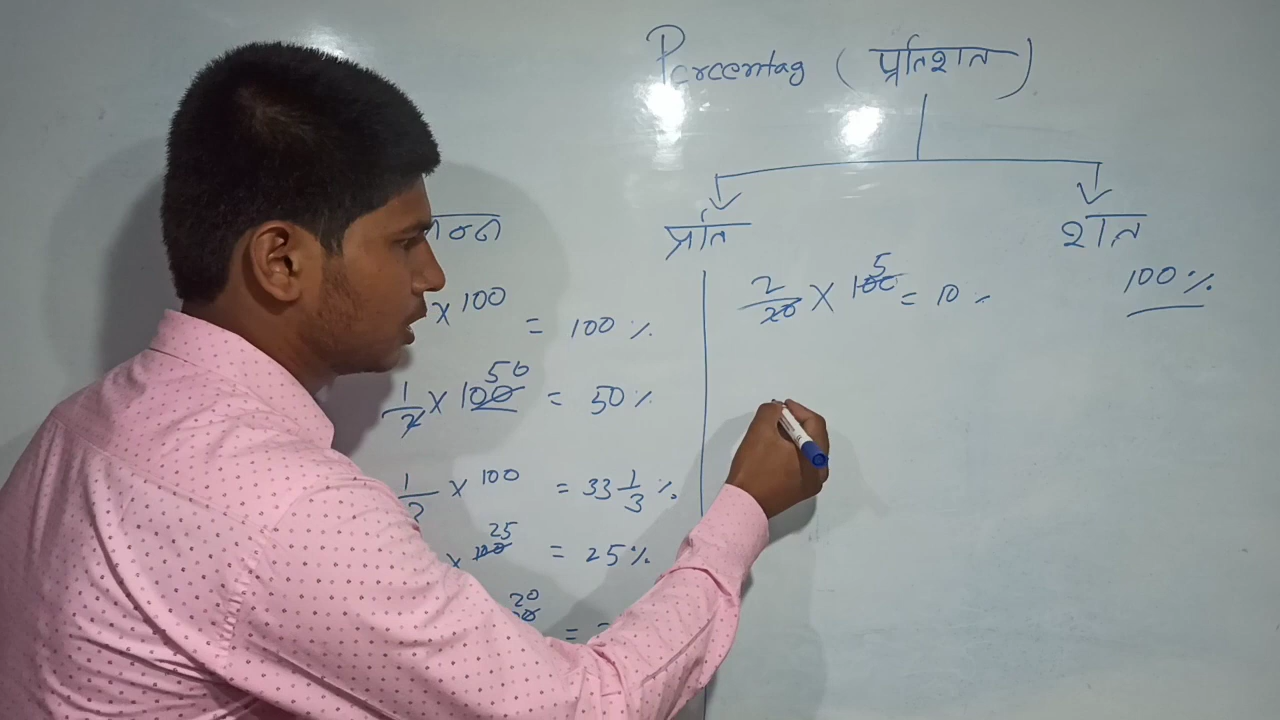 Percentag (प्रतिशत)
प्रति
शत
× 100 = 100 %
1/2 × 100 50 = 50 %
1/3 × 100 = 33 1/3 %
× 100 25 = 25 %
20
=
2/20 × 100 5 = 10 %
100 %